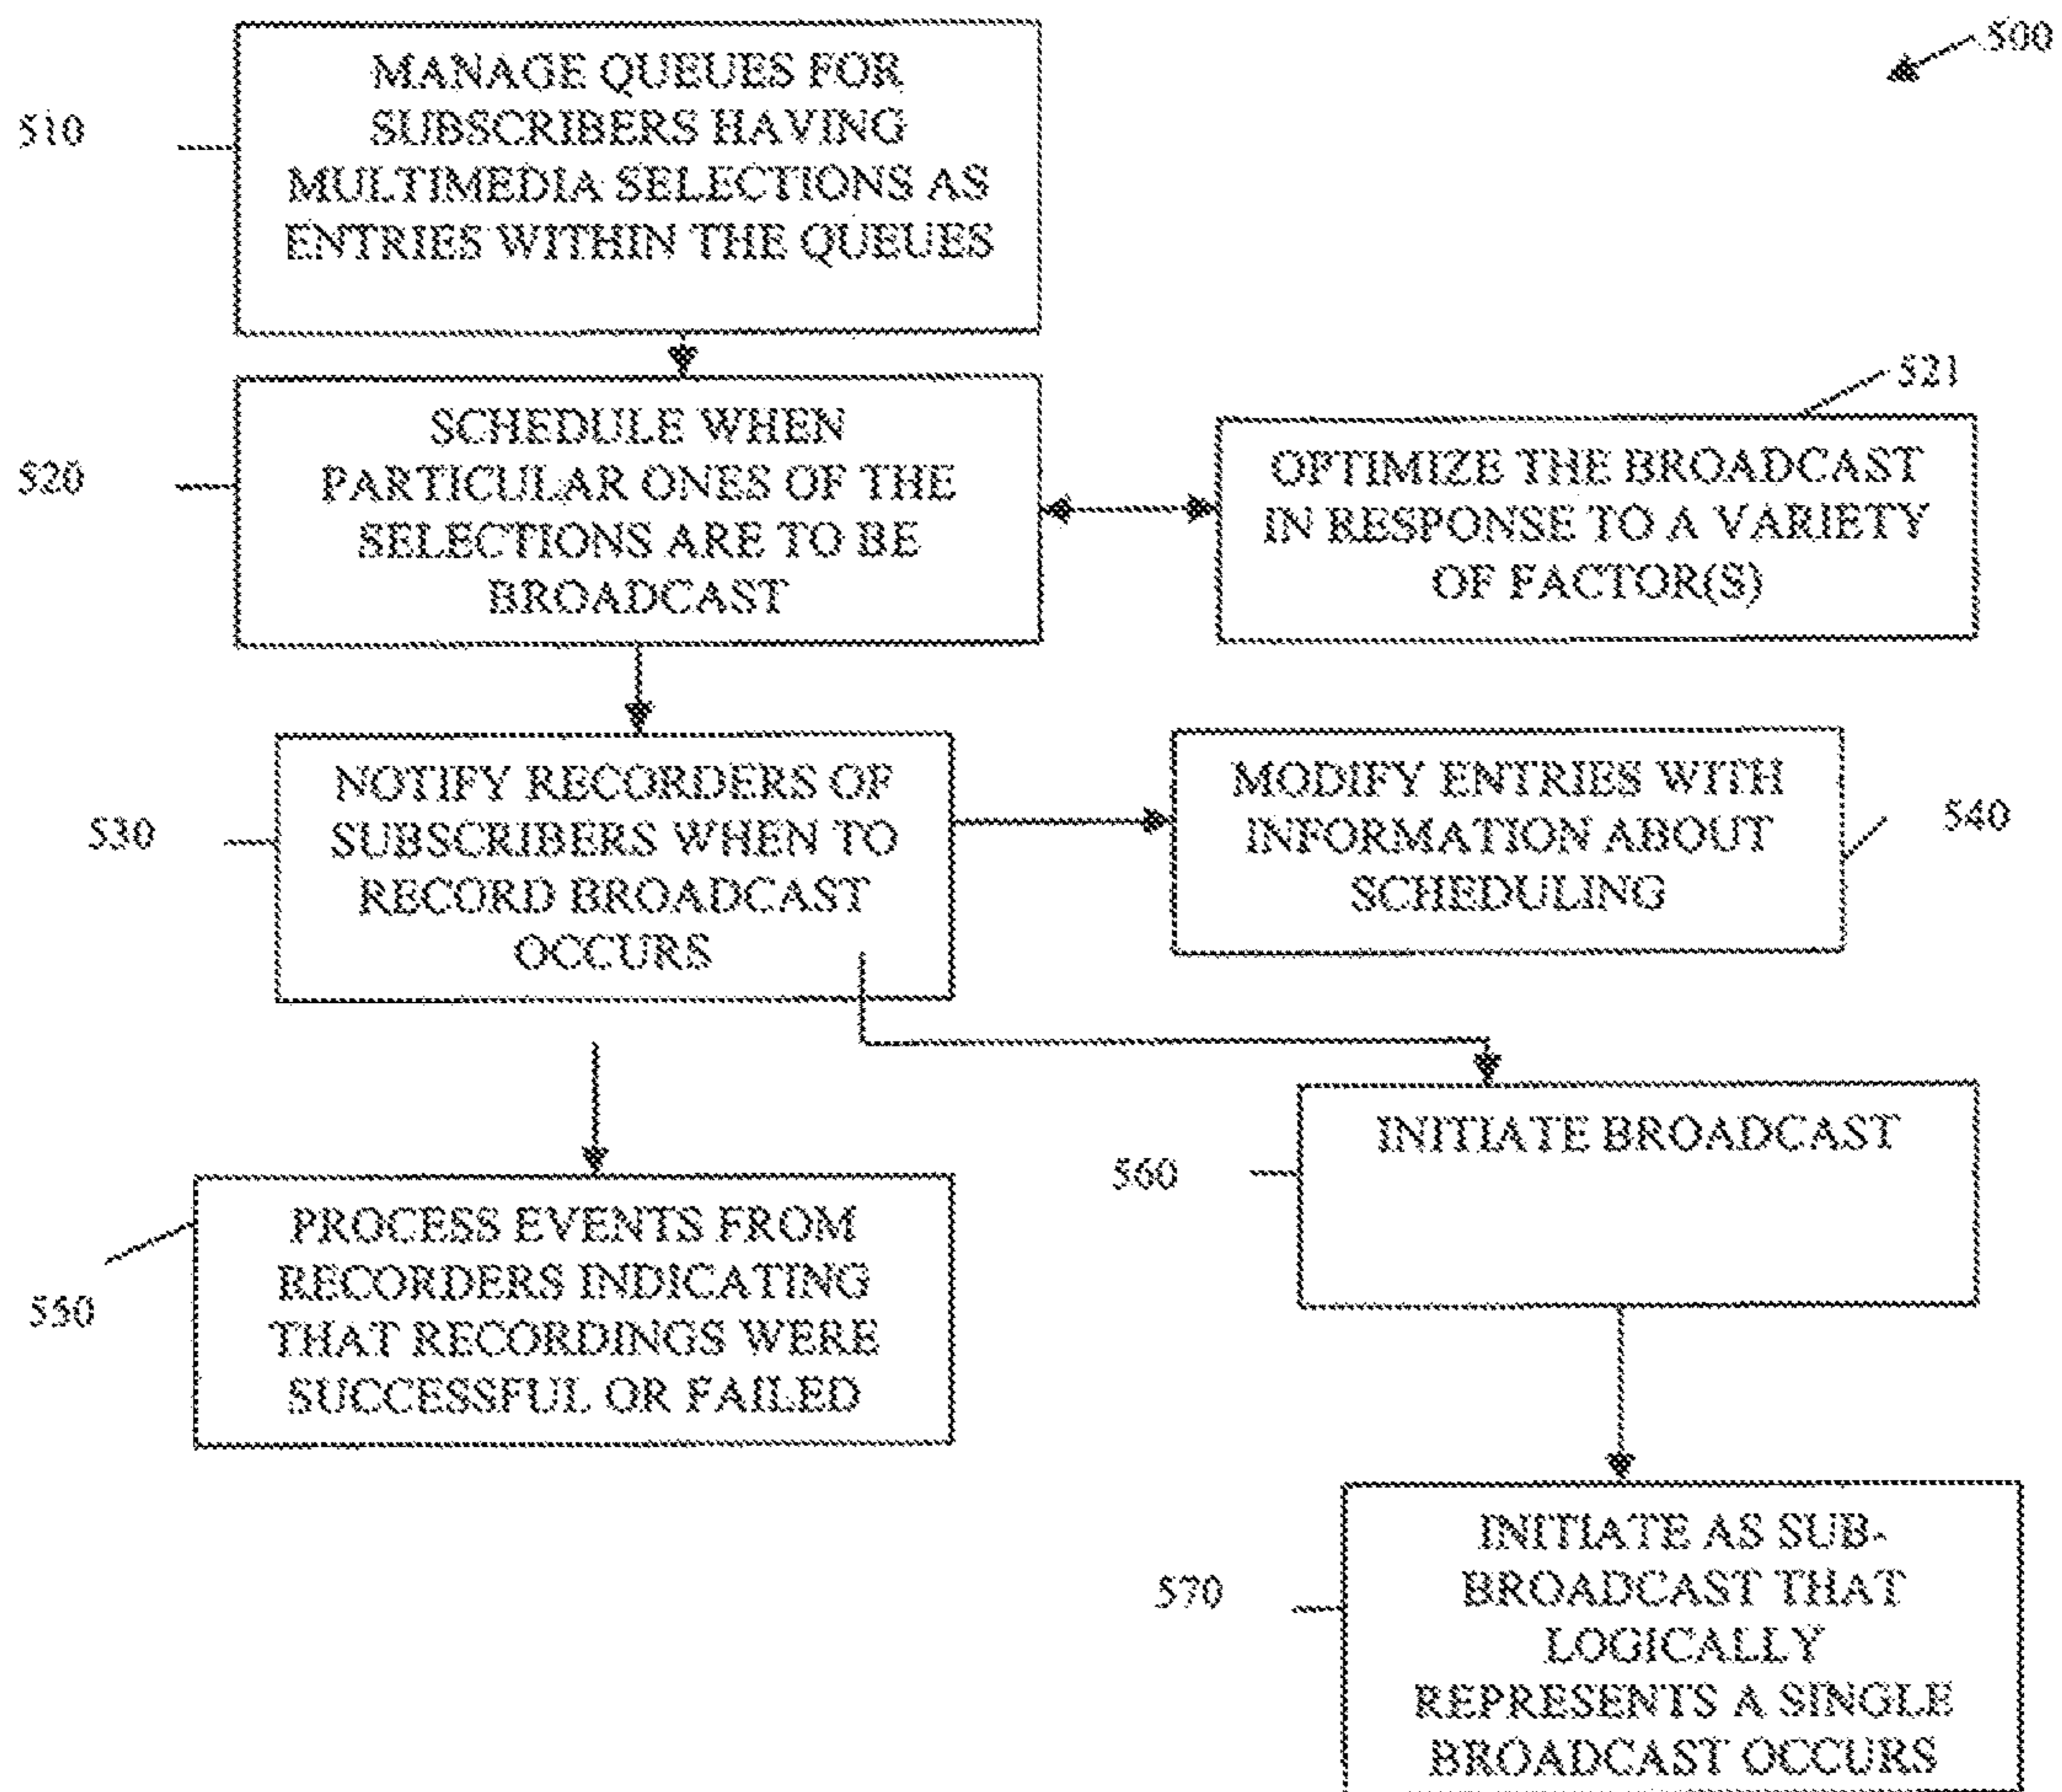 500
510
MANAGE QUEUES FOR
SUBSCRIBERS HAVING
MULTIMEDIA SELECTIONS AS
ENTRIES WITHIN THE QUEUES
520
SCHEDULE WHEN
PARTICULAR ONES OF THE
SELECTIONS ARE TO BE
BROADCAST
521
OPTIMIZE THE BROADCAST
IN RESPONSE TO A VARIETY
OF FACTOR(S)
530
NOTIFY RECORDERS OF
SUBSCRIBERS WHEN TO
RECORD BROADCAST
OCCURS
MODIFY ENTRIES WITH
INFORMATION ABOUT
SCHEDULING
540
550
PROCESS EVENTS FROM
RECORDERS INDICATING
THAT RECORDINGS WERE
SUCCESSFUL OR FAILED
560
INITIATE BROADCAST
570
INITIATE AS SUB-
BROADCAST THAT
LOGICALLY
REPRESENTS A SINGLE
BROADCAST OCCURS